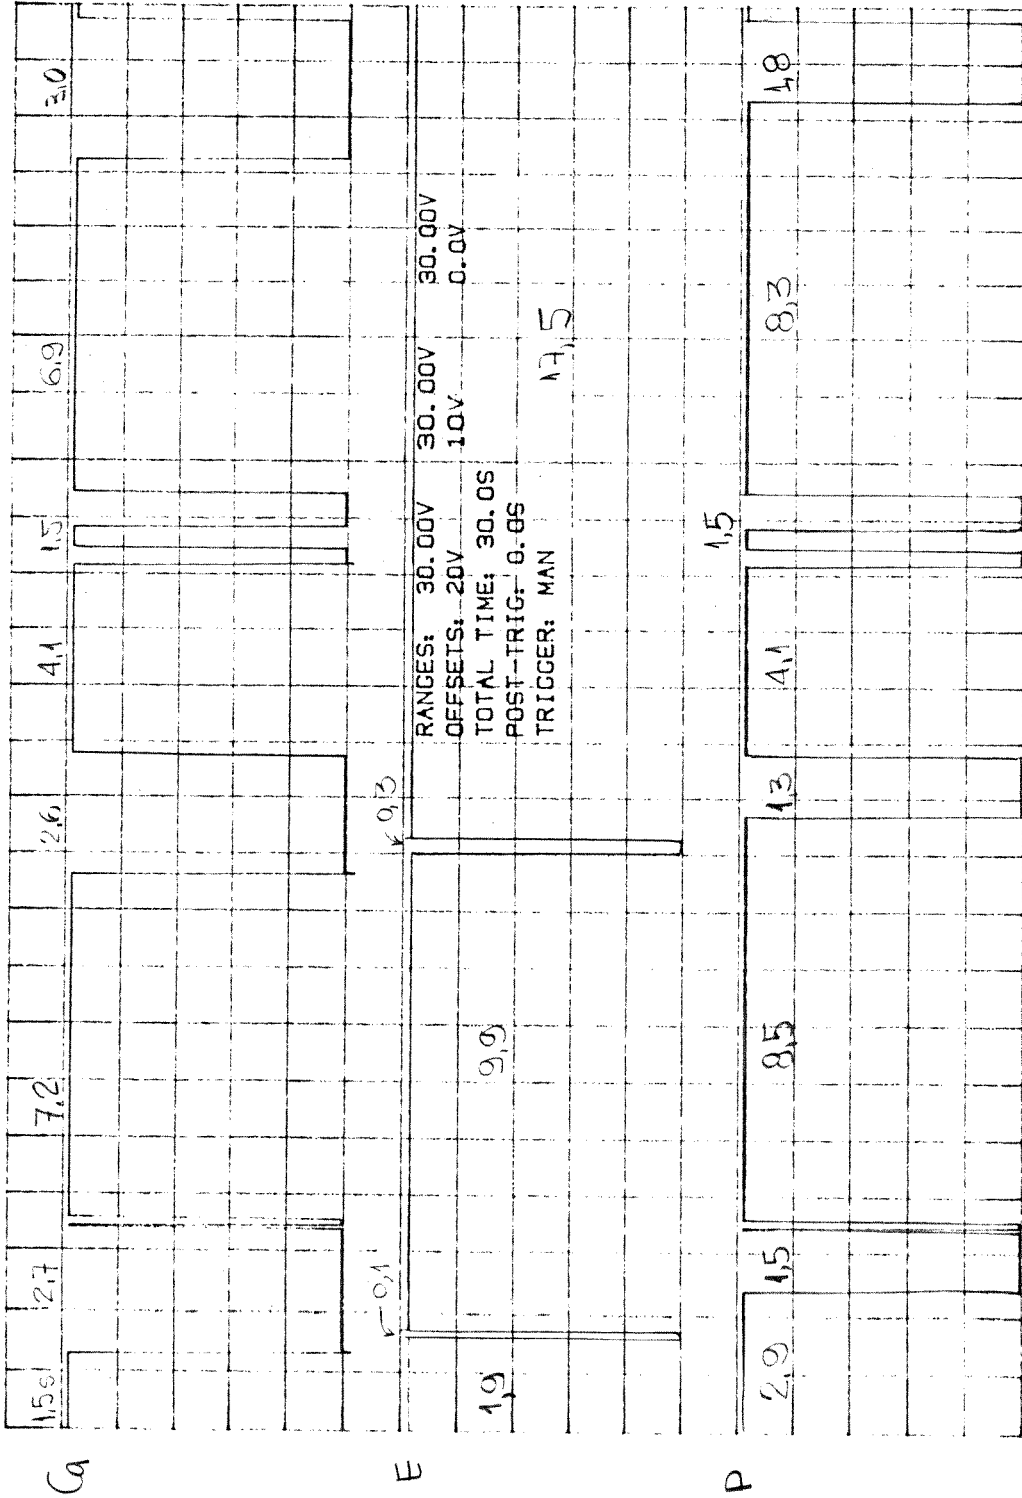 Ca
1,5s 2,7 7,2 2,6 4,1 1,5 6,9 3,0
E
1,9 0,1 9,9 0,3 17,5
RANGES: 30.00V 30.00V 30.00V
OFFSETS: 20V 10V 0.0V
TOTAL TIME: 30.0S
POST-TRIG: 0.0S
TRIGGER: MAN
P
2,9 1,5 8,5 1,3 4,1 1,5 8,3 1,8